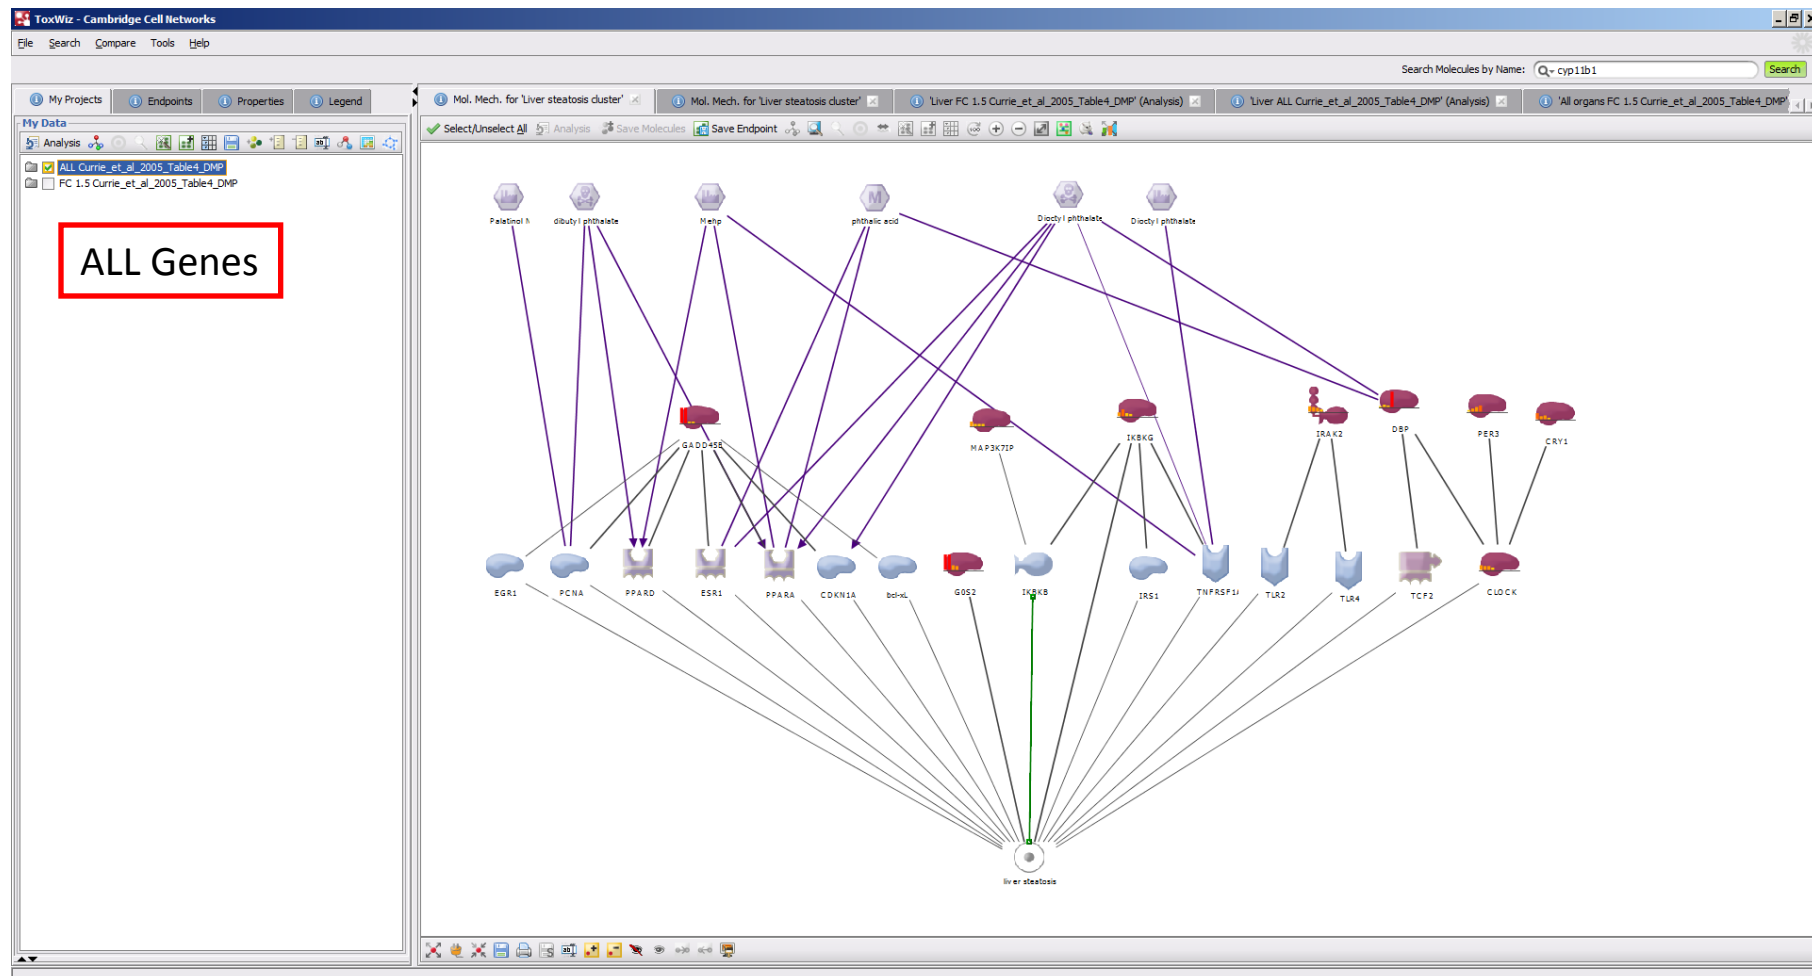 ToxWiz - Cambridge Cell Networks
File Search Compare Tools Help
Search Molecules by Name: cyp11b1 Search
My Projects Endpoints Properties Legend
Mol. Mech. for 'Liver steatosis cluster' Mol. Mech. for 'Liver steatosis cluster' 'Liver FC 1.5 Currie_et_al_2005_Table4_DMP' (Analysis) 'Liver ALL Currie_et_al_2005_Table4_DMP' (Analysis) 'All organs FC 1.5 Currie_et_al_2005_Table4_DMP'
My Data
Analysis
Select/Unselect All Analysis Save Molecules Save Endpoint
ALL Currie_et_al_2005_Table4_DMP
FC 1.5 Currie_et_al_2005_Table4_DMP
ALL Genes
Palatinol M dibutyl phthalate Mehp phthalic acid Dioctyl phthalate Dioctyl phthalate
GADD45B MAP3K7IP IKBKG IRAK2 DBP PER3 CRY1
EGR1 PCNA PPARD ESR1 PPARA CDKN1A bcl-xL G0S2 IKBKB IRS1 TNFRSF1A TLR2 TLR4 TCF2 CLOCK
liver steatosis